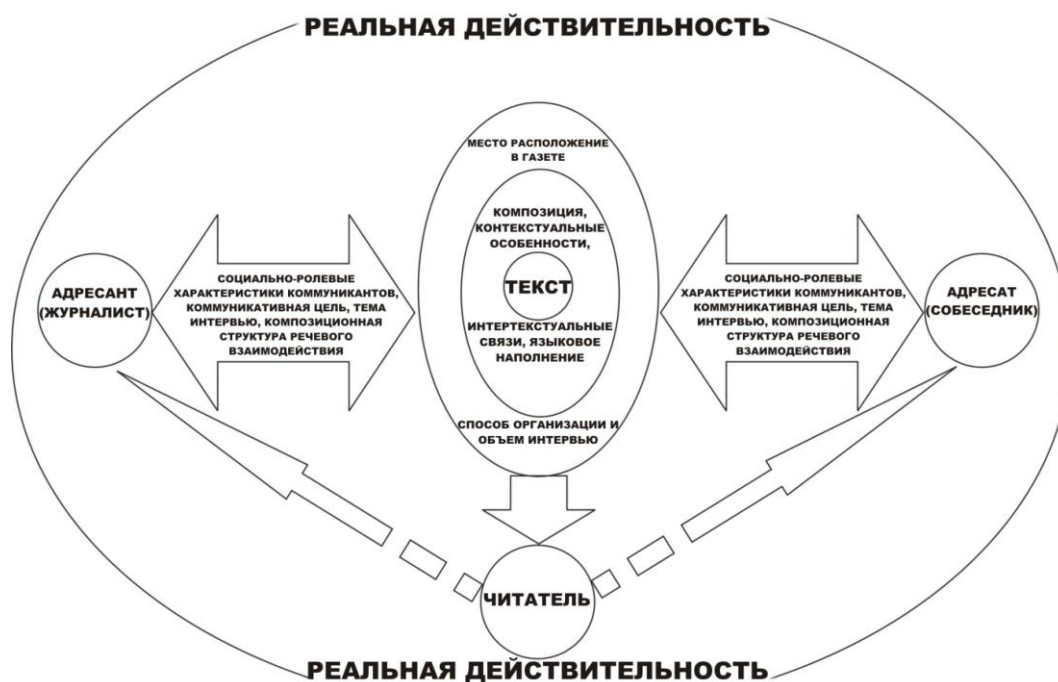 РЕАЛЬНАЯ ДЕЙСТВИТЕЛЬНОСТЬ
МЕСТО РАСПОЛОЖЕНИЕ
В ГАЗЕТЕ
КОМПОЗИЦИЯ,
КОНТЕКСТУАЛЬНЫЕ
ОСОБЕННОСТИ,
ТЕКСТ
ИНТЕРТЕКСТУАЛЬНЫЕ
СВЯЗИ, ЯЗЫКОВОЕ
НАПОЛНЕНИЕ
СПОСОБ ОРГАНИЗАЦИИ И
ОБЪЕМ ИНТЕРВЬЮ
АДРЕСАНТ
(ЖУРНАЛИСТ)
СОЦИАЛЬНО-РОЛЕВЫЕ
ХАРАКТЕРИСТИКИ КОММУНИКАНТОВ,
КОММУНИКАТИВНАЯ ЦЕЛЬ, ТЕМА
ИНТЕРВЬЮ, КОМПОЗИЦИОННАЯ
СТРУКТУРА РЕЧЕВОГО
ВЗАИМОДЕЙСТВИЯ
СОЦИАЛЬНО-РОЛЕВЫЕ
ХАРАКТЕРИСТИКИ КОММУНИКАНТОВ,
КОММУНИКАТИВНАЯ ЦЕЛЬ, ТЕМА
ИНТЕРВЬЮ, КОМПОЗИЦИОННАЯ
СТРУКТУРА РЕЧЕВОГО
ВЗАИМОДЕЙСТВИЯ
АДРЕСАТ
(СОБЕСЕДНИК)
ЧИТАТЕЛЬ
РЕАЛЬНАЯ ДЕЙСТВИТЕЛЬНОСТЬ